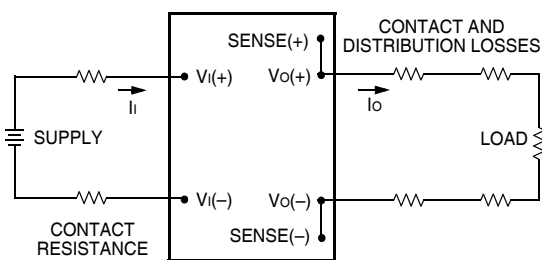 CONTACT AND
DISTRIBUTION LOSSES
SENSE(+)
VI(+)
VO(+)
II
IO
SUPPLY
LOAD
VI(–)
VO(–)
CONTACT
RESISTANCE
SENSE(–)